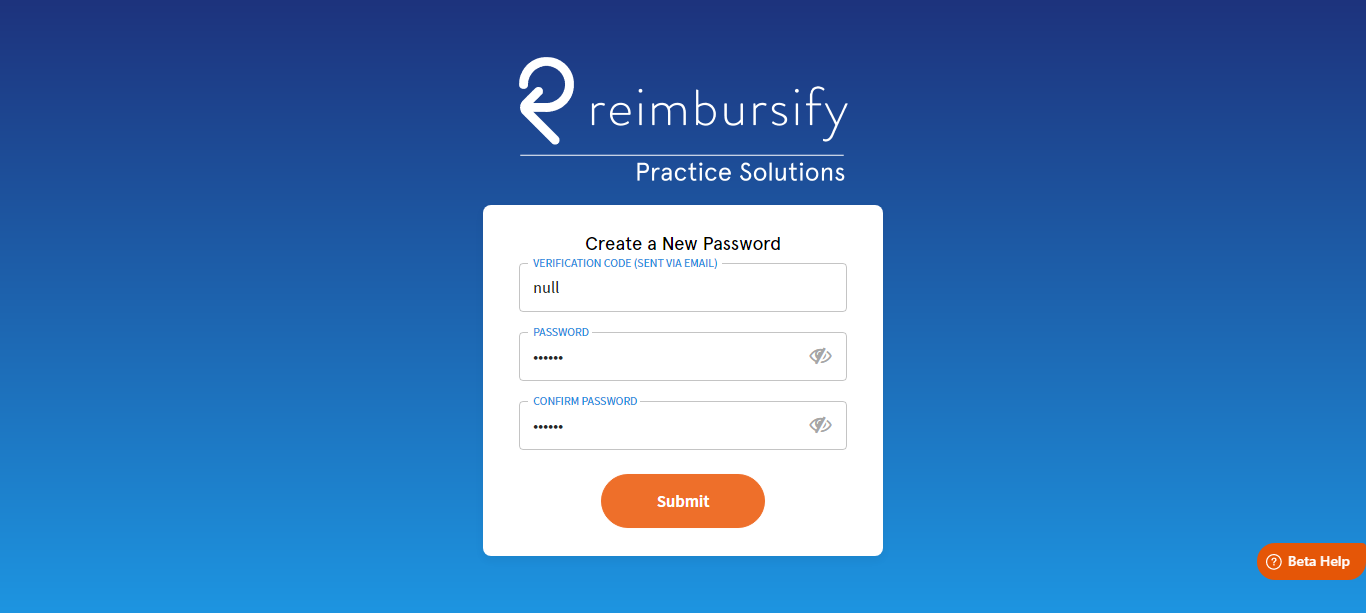 reimbursify
Practice Solutions
Create a New Password
VERIFICATION CODE (SENT VIA EMAIL)
null
PASSWORD
••••••
CONFIRM PASSWORD
••••••
Submit
Beta Help